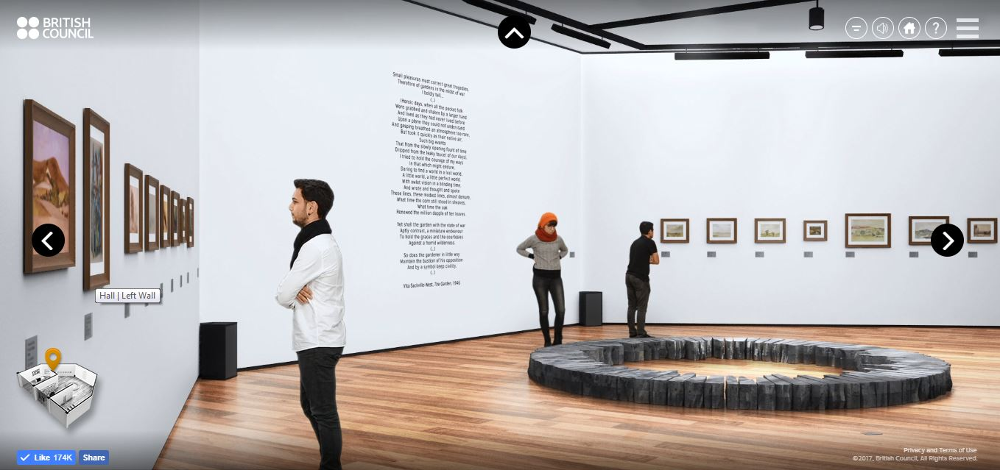 BRITISH
COUNCIL
?
Small pleasures must correct great tragedies,
Therefore of gardens in the midst of war
I boldly tell...
(...)
(Heroic days, when all the pocket folk
Were grabbed and shaken by a larger hand
And lived as they had never lived before
Upon a plane they could not understand
And gasping breathed an atmosphere too rare,
But took it quickly as their native air,
Such big events
That from the slowly opening fount of time
Dripped from the leaky faucet of our days).
I tried to hold the courage of my ways
In that which might endure,
Daring to find a world in a lost world,
A little world, a little perfect world,
With owlet vision in a blinding time,
And wrote and thought and spoke
These lines, these modest lines, almost demure,
What time the corn still stood in sheaves,
What time the oak
Renewed the million dapple of her leaves.
Yet shall the garden with the state of war
Aptly contrast, a miniature endeavour
To hold the graces and the courtesies
Against a horrid wilderness.
(...)
So does the gardener in little way
Maintain the bastion of his opposition
And by a symbol keep civility.
(...)
Vita Sackville-West, The Garden, 1946
Hall | Left Wall
Like 174K
Share
Privacy and Terms of Use
©2017, British Council, All Rights Reserved.